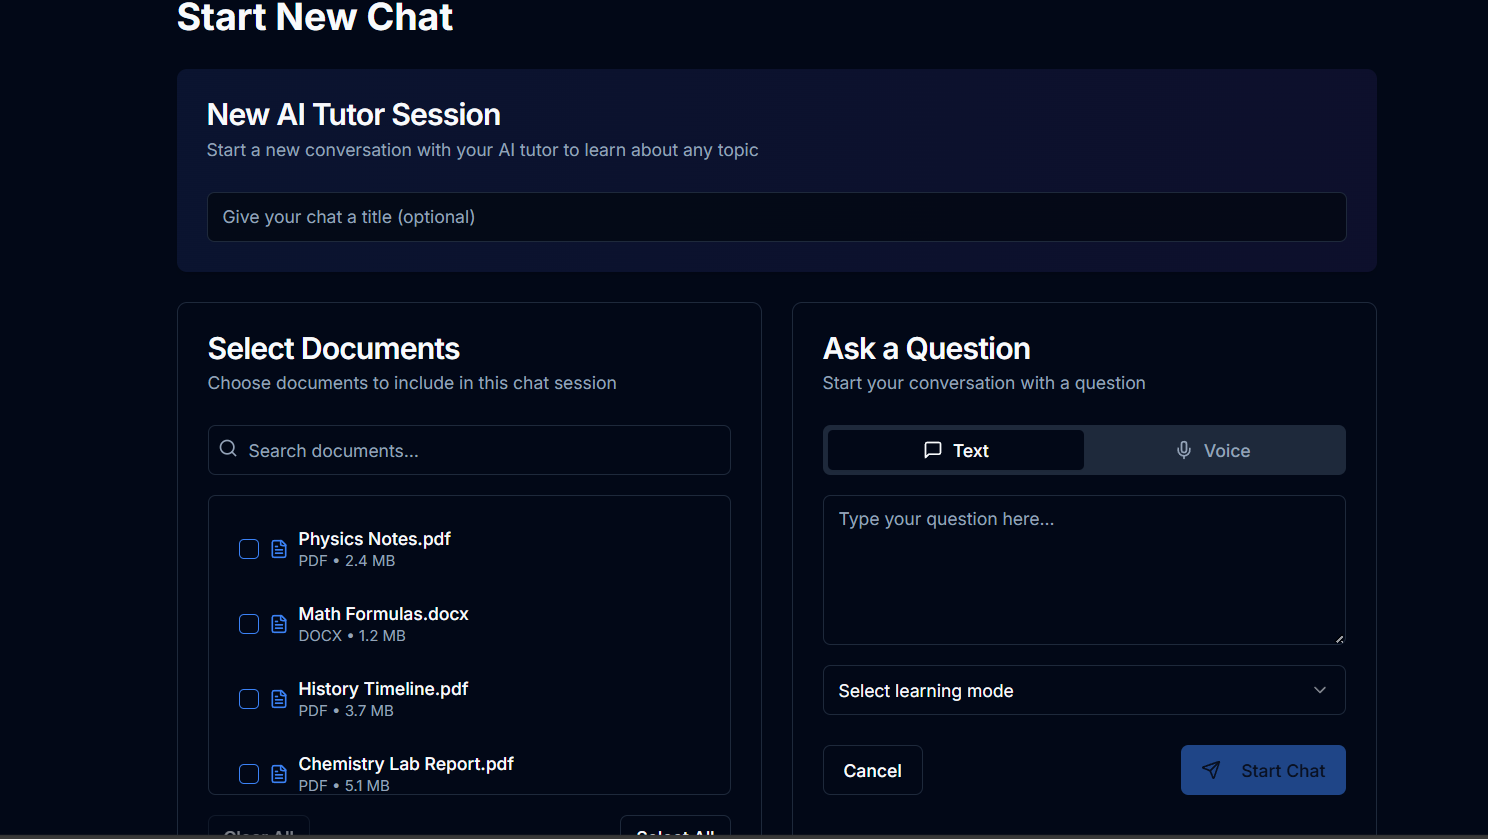 Start New Chat
New AI Tutor Session
Start a new conversation with your AI tutor to learn about any topic
Give your chat a title (optional)
Select Documents
Choose documents to include in this chat session
Search documents...
Physics Notes.pdf
PDF • 2.4 MB
Math Formulas.docx
DOCX • 1.2 MB
History Timeline.pdf
PDF • 3.7 MB
Chemistry Lab Report.pdf
PDF • 5.1 MB
Clear All
Select All
Ask a Question
Start your conversation with a question
Text
Voice
Type your question here...
Select learning mode
Cancel
Start Chat